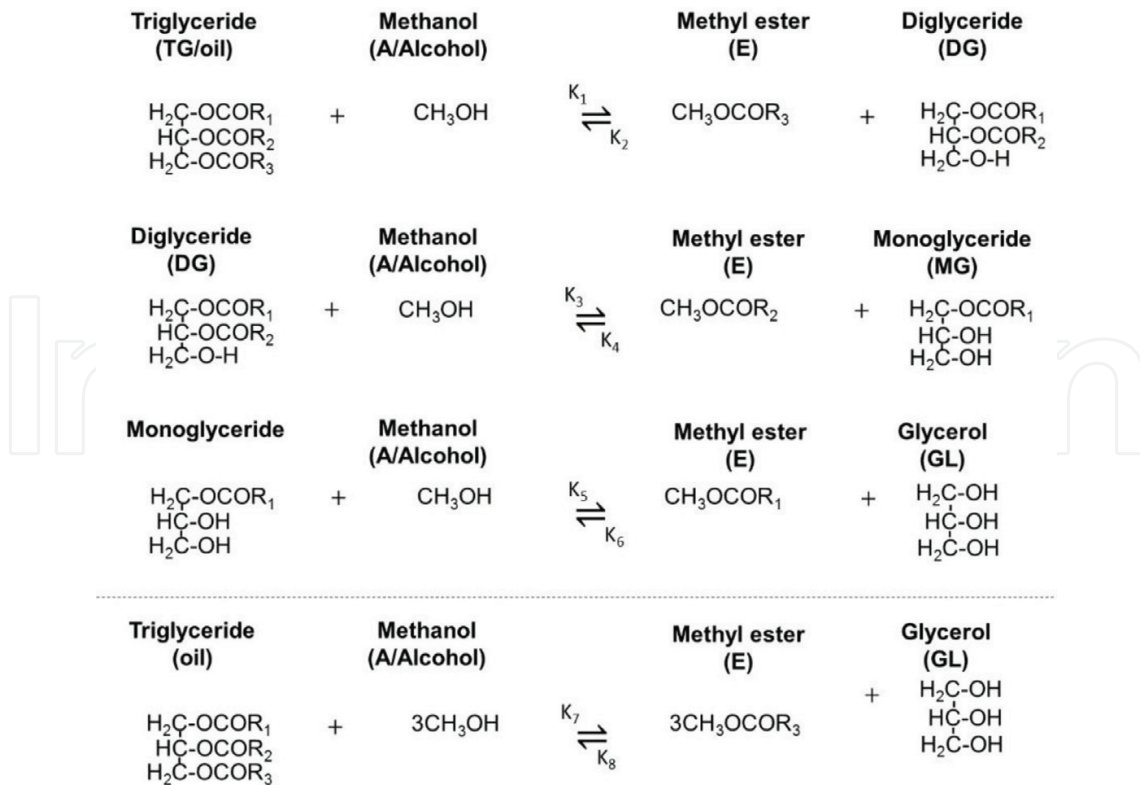 Triglyceride Methanol Methyl ester Diglyceride
(TG/oil) (A/Alcohol) (E) (DG)
H₂C-OCOR₁ + CH₃OH K₁ ⇌ K₂ CH₃OCOR₃ + H₂C-OCOR₁
HC-OCOR₂ HC-OCOR₂
H₂C-OCOR₃ H₂C-O-H
Diglyceride Methanol Methyl ester Monoglyceride
(DG) (A/Alcohol) (E) (MG)
H₂C-OCOR₁ + CH₃OH K₃ ⇌ K₄ CH₃OCOR₂ + H₂C-OCOR₁
HC-OCOR₂ HC-OH
H₂C-O-H H₂C-OH
Monoglyceride Methanol Methyl ester Glycerol
(A/Alcohol) (E) (GL)
H₂C-OCOR₁ + CH₃OH K₅ ⇌ K₆ CH₃OCOR₁ + H₂C-OH
HC-OH HC-OH
H₂C-OH H₂C-OH
Triglyceride Methanol Methyl ester Glycerol
(oil) (A/Alcohol) (E) (GL)
H₂C-OCOR₁ + 3CH₃OH K₇ ⇌ K₈ 3CH₃OCOR₃ + H₂C-OH
HC-OCOR₂ HC-OH
H₂C-OCOR₃ H₂C-OH